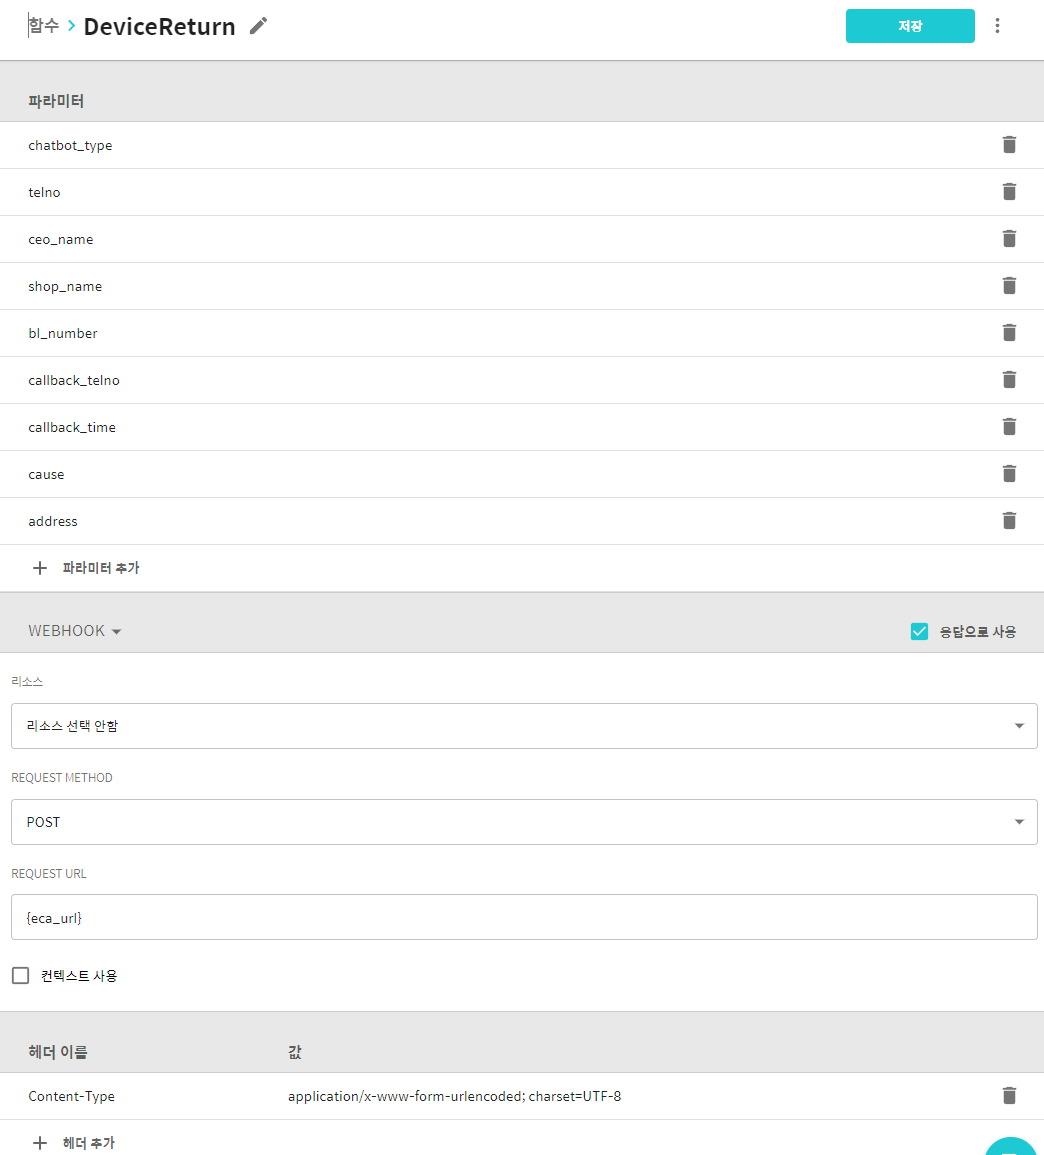 함수 > DeviceReturn
저장
파라미터
chatbot_type
telno
ceo_name
shop_name
bl_number
callback_telno
callback_time
cause
address
+ 파라미터 추가
WEBHOOK 응답으로 사용
리소스
리소스 선택 안함
REQUEST METHOD
POST
REQUEST URL
{eca_url}
컨텍스트 사용
헤더 이름 값
Content-Type application/x-www-form-urlencoded; charset=UTF-8
+ 헤더 추가